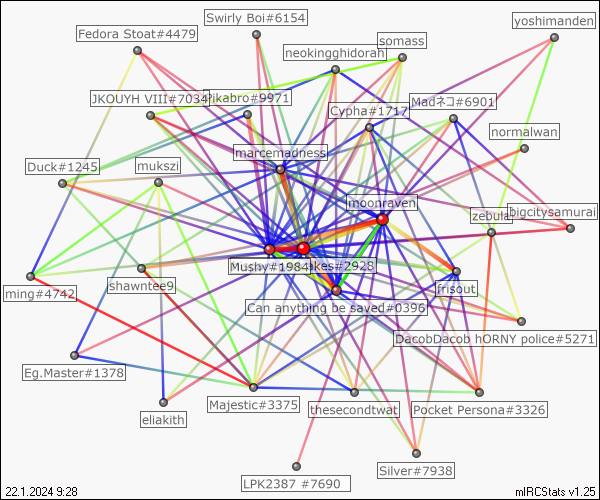 Swirly Boi#6154
yoshimanden
Fedora Stoat#4479
somass
neokingghidorah
JKOUYH VIII#7034
Pikabro#9971
Madネコ#6901
Cypha#1717
normalwan
marcemadness
Duck#1245
mukszi
moonraven
zebula
bigcitysamurai
Mushy#1984
akes#2928
shawntee9
frisout
ming#4742
Can anything be saved#0396
DacobDacob hORNY police#5271
Eg.Master#1378
Majestic#3375
thesecondtwat
Pocket Persona#3326
eliakith
Silver#7938
LPK2387 #7690
22.1.2024 9:28
mIRCStats v1.25